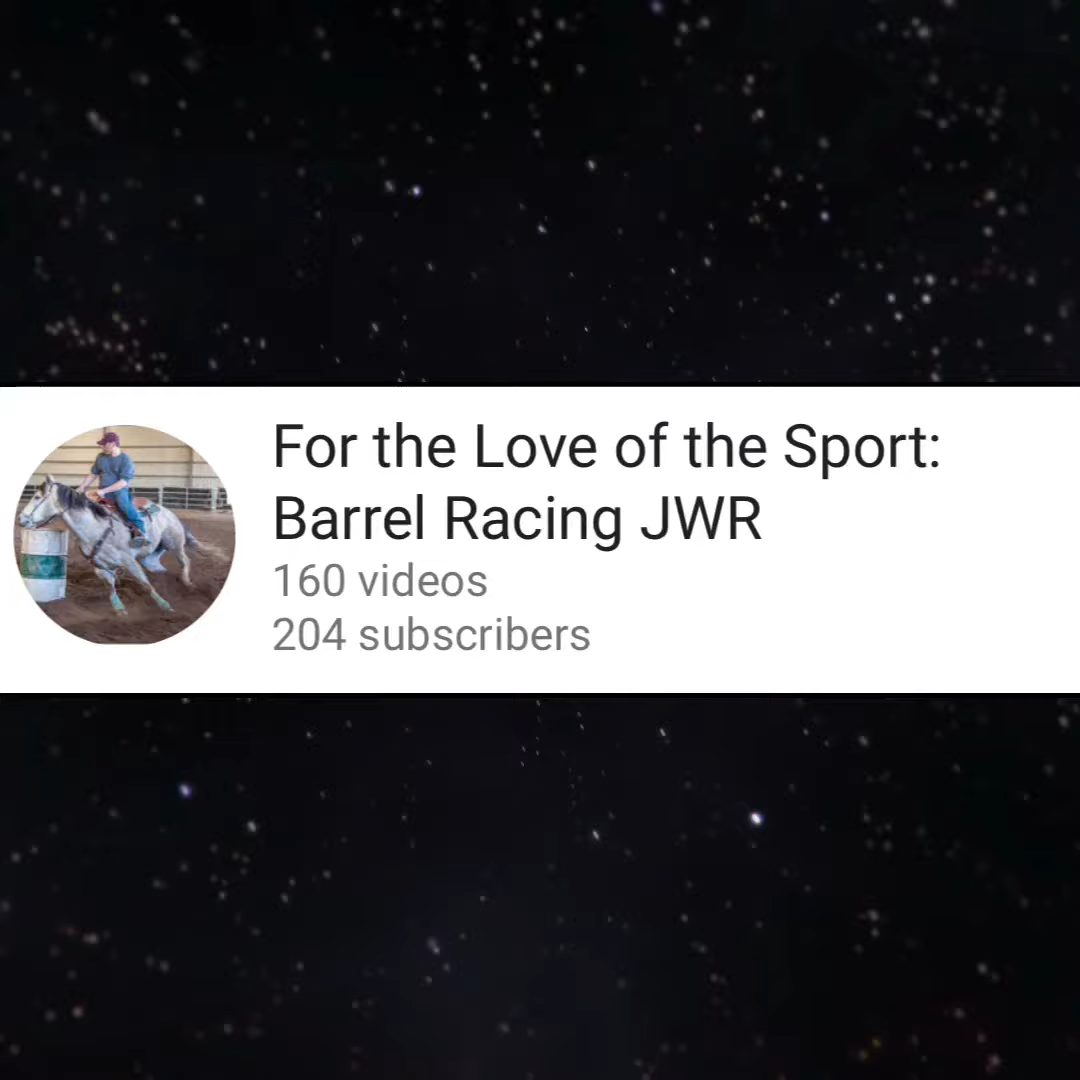 For the Love of the Sport:
Barrel Racing JWR
160 videos
204 subscribers